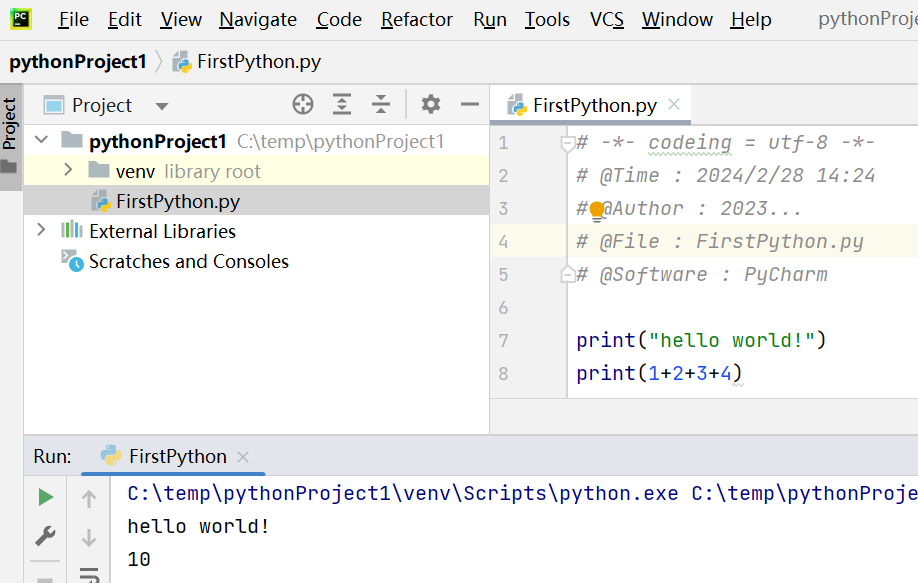 PC File Edit View Navigate Code Refactor Run Tools VCS Window Help pythonProje
pythonProject1 FirstPython.py
Project
Project
FirstPython.py
pythonProject1 C:\temp\pythonProject1
venv library root
FirstPython.py
External Libraries
Scratches and Consoles
1 # -*- codeing = utf-8 -*-
2 # @Time : 2024/2/28 14:24
3 # @Author : 2023...
4 # @File : FirstPython.py
5 # @Software : PyCharm
6
7 print("hello world!")
8 print(1+2+3+4)
Run: FirstPython
C:\temp\pythonProject1\venv\Scripts\python.exe C:\temp\pythonProje
hello world!
10